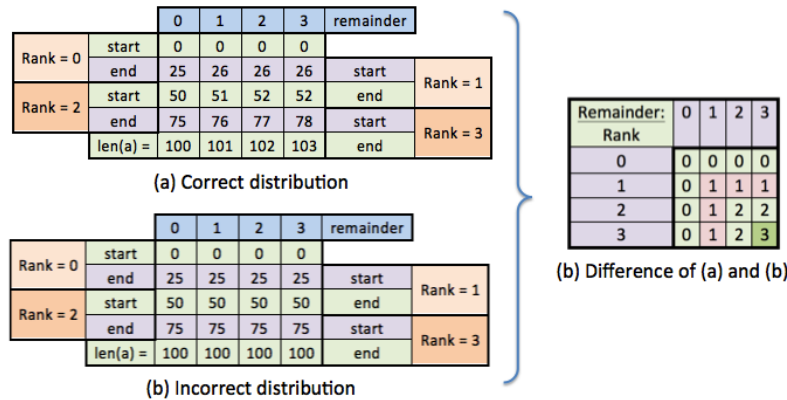 0 1 2 3 remainder
Rank = 0 start 0 0 0 0
end 25 26 26 26 start Rank = 1
Rank = 2 start 50 51 52 52 end
end 75 76 77 78 start Rank = 3
len(a) = 100 101 102 103 end
(a) Correct distribution
0 1 2 3 remainder
Rank = 0 start 0 0 0 0
end 25 25 25 25 start Rank = 1
Rank = 2 start 50 50 50 50 end
end 75 75 75 75 start Rank = 3
len(a) = 100 100 100 100 end
(b) Incorrect distribution
Remainder: 0 1 2 3
Rank
0 0 0 0 0
1 0 1 1 1
2 0 1 2 2
3 0 1 2 3
(b) Difference of (a) and (b)